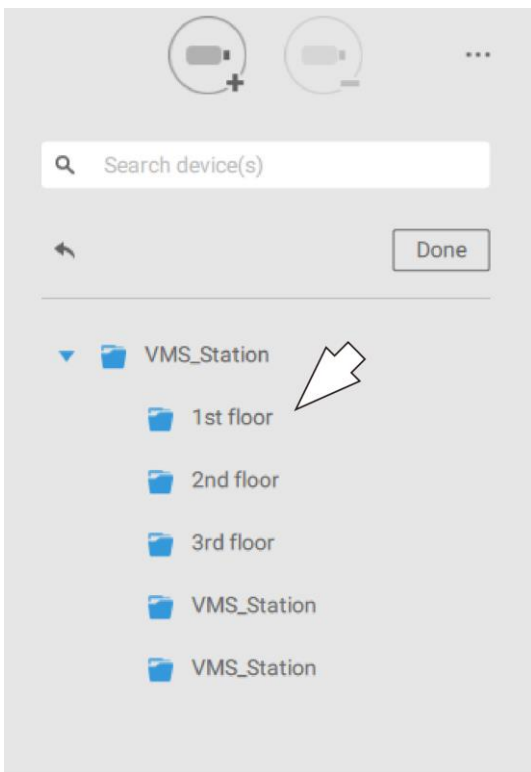 Search device(s)
Done
VMS_Station
1st floor
2nd floor
3rd floor
VMS_Station
VMS_Station